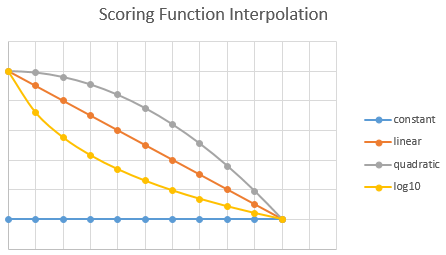 Scoring Function Interpolation
constant
linear
quadratic
log10